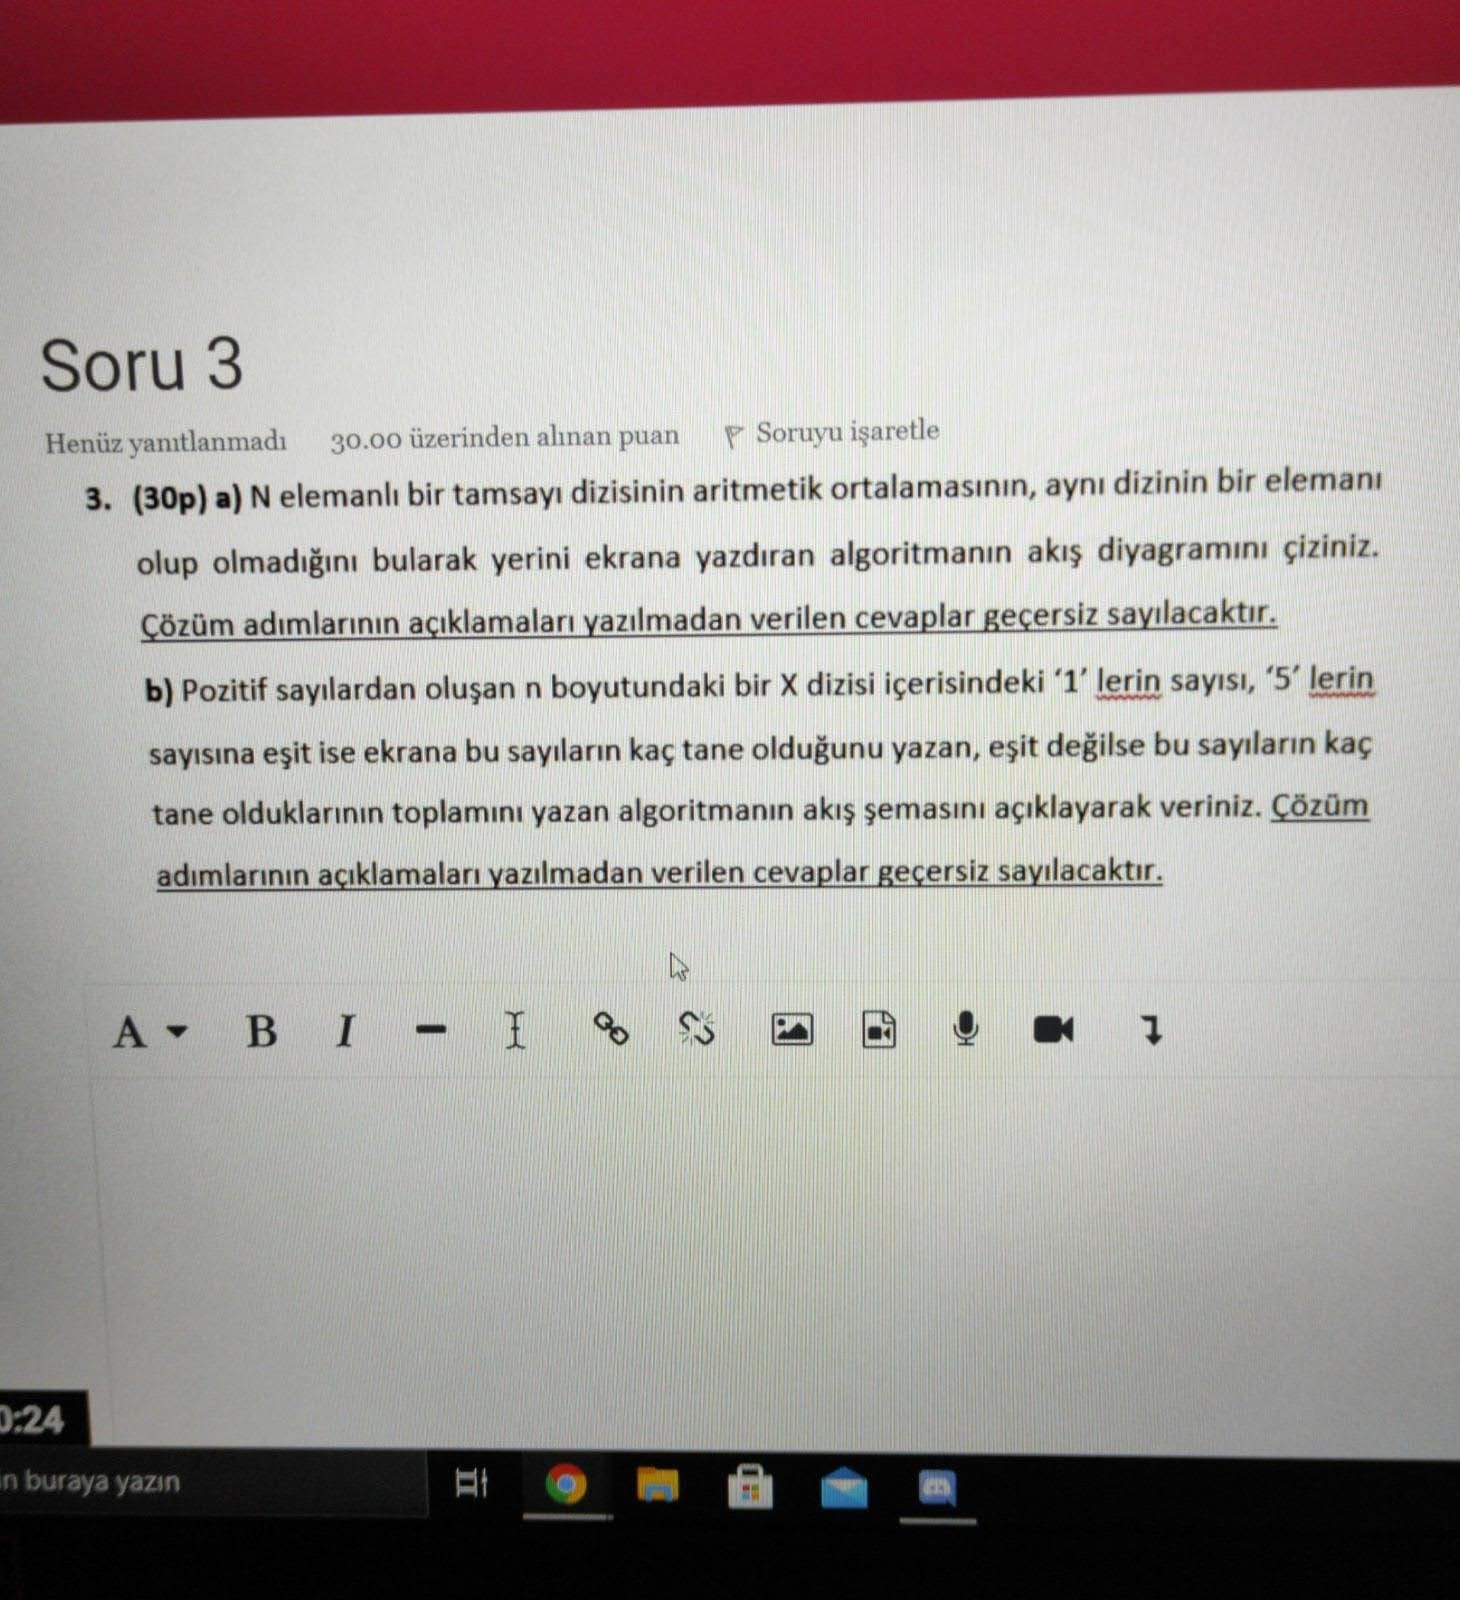 Soru 3
Henüz yanıtlanmadı 30.00 üzerinden alınan puan Soruyu işaretle
3. (30p) a) N elemanlı bir tamsayı dizisinin aritmetik ortalamasının, aynı dizinin bir elemanı
olup olmadığını bularak yerini ekrana yazdıran algoritmanın akış diyagramını çiziniz.
Çözüm adımlarının açıklamaları yazılmadan verilen cevaplar geçersiz sayılacaktır.
b) Pozitif sayılardan oluşan n boyutundaki bir X dizisi içerisindeki ‘1’ lerin sayısı, ‘5’ lerin
sayısına eşit ise ekrana bu sayıların kaç tane olduğunu yazan, eşit değilse bu sayıların kaç
tane olduklarının toplamını yazan algoritmanın akış şemasını açıklayarak veriniz. Çözüm
adımlarının açıklamaları yazılmadan verilen cevaplar geçersiz sayılacaktır.
A B I
0:24
n buraya yazın